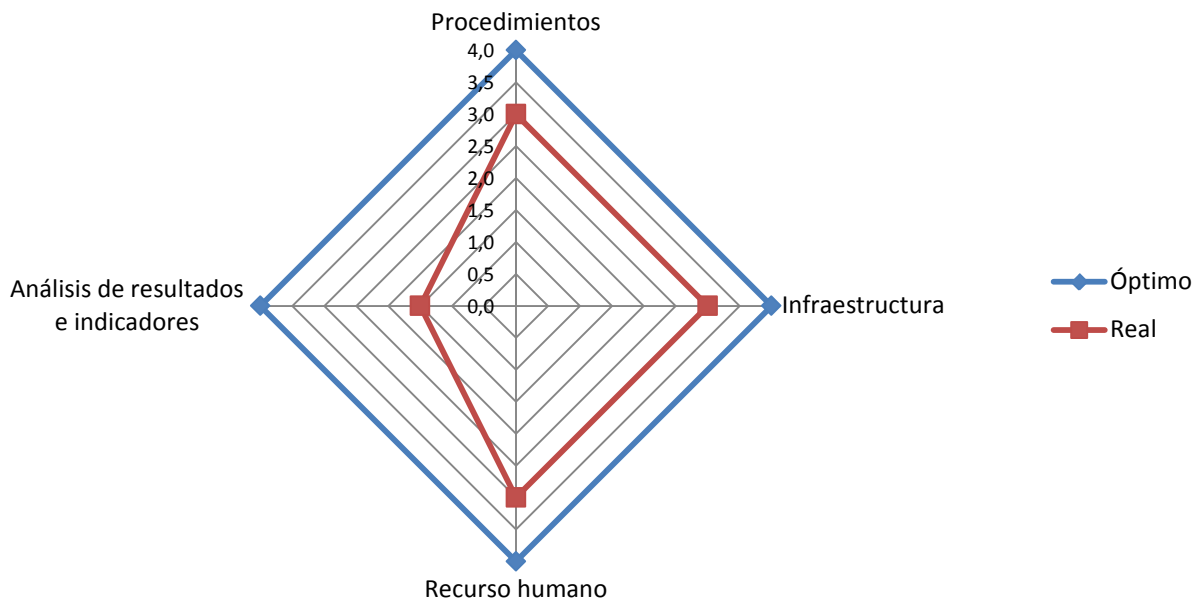 Procedimientos
4,0
3,5
3,0
2,5
2,0
1,5
1,0
0,5
0,0
Análisis de resultados
e indicadores
Infraestructura
Recurso humano
Óptimo
Real